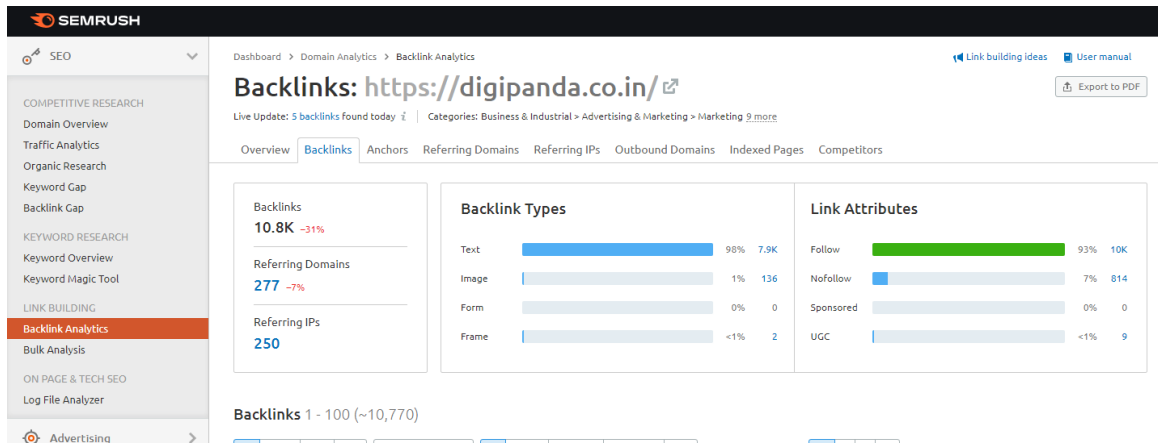 SEMRUSH
SEO
COMPETITIVE RESEARCH
Domain Overview
Traffic Analytics
Organic Research
Keyword Gap
Backlink Gap
KEYWORD RESEARCH
Keyword Overview
Keyword Magic Tool
LINK BUILDING
Backlink Analytics
Bulk Analysis
ON PAGE & TECH SEO
Log File Analyzer
Advertising
Dashboard > Domain Analytics > Backlink Analytics
Link building ideas User manual
Backlinks: https://digipanda.co.in/
Export to PDF
Live Update: 5 backlinks found today i Categories: Business & Industrial > Advertising & Marketing > Marketing 9 more
Overview Backlinks Anchors Referring Domains Referring IPs Outbound Domains Indexed Pages Competitors
Backlinks
10.8K -31%
Referring Domains
277 -7%
Referring IPs
250
Backlink Types
Text 98% 7.9K
Image 1% 136
Form 0% 0
Frame <1% 2
Link Attributes
Follow 93% 10K
Nofollow 7% 814
Sponsored 0% 0
UGC <1% 9
Backlinks 1 - 100 (~10,770)